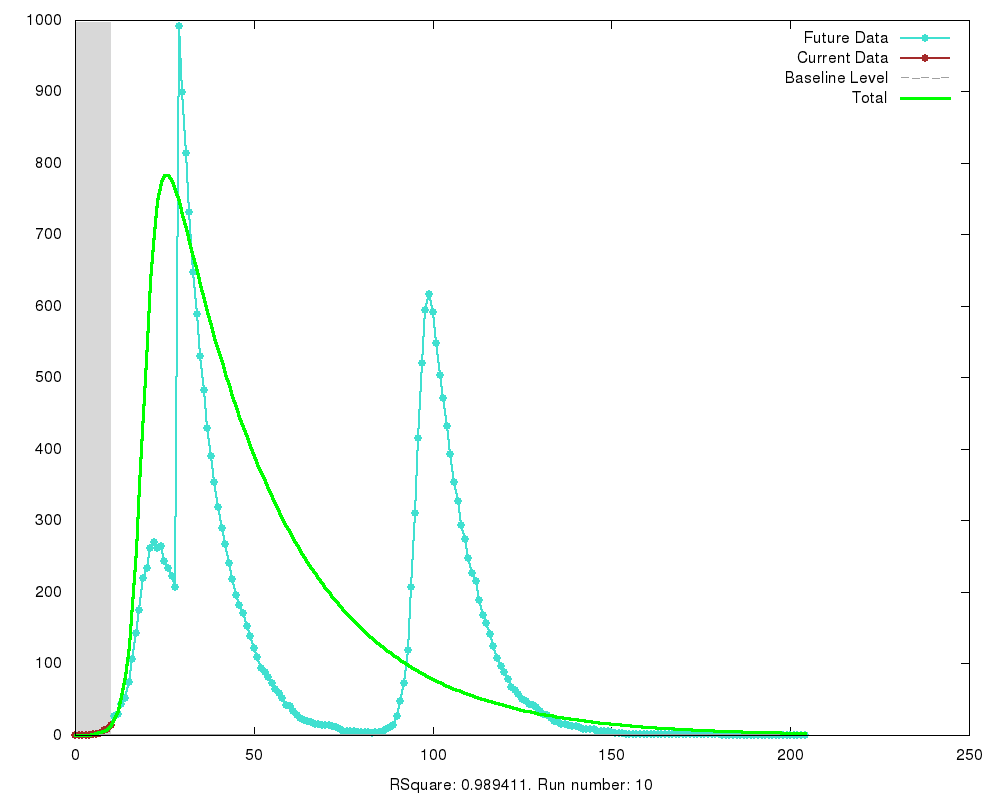 1000
900
800
700
600
500
400
300
200
100
0
Future Data
Current Data
Baseline Level
Total
0 50 100 150 200 250
RSquare: 0.989411. Run number: 10